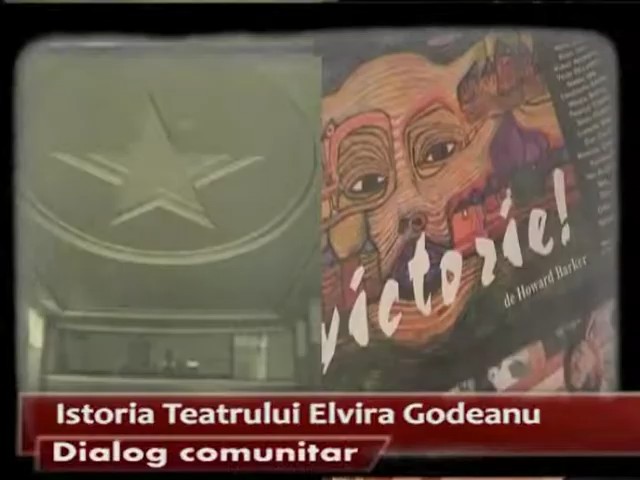 victorie!
de Howard Barker
Istoria Teatrului Elvira Godeanu
Dialog comunitar